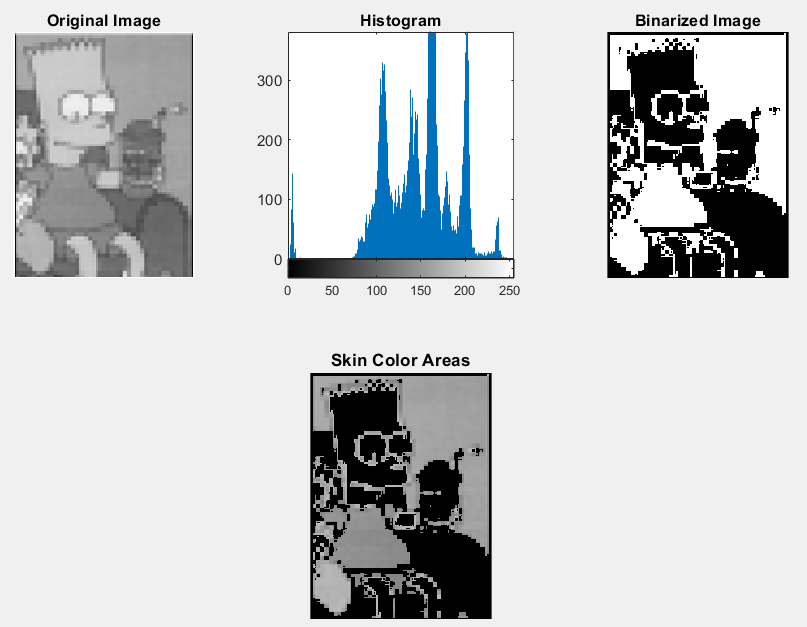 Original Image
Histogram
Binarized Image
300
200
100
0
0 50 100 150 200 250
Skin Color Areas